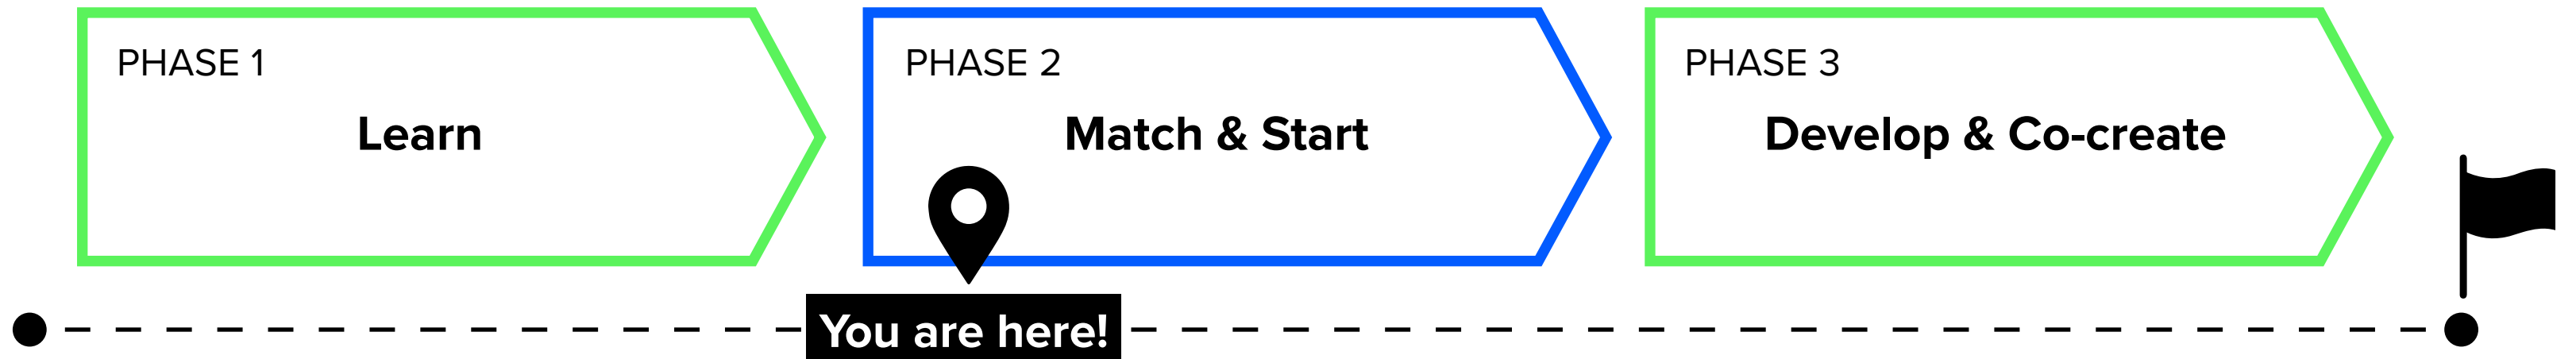 PHASE 1
Learn
PHASE 2
Match & Start
PHASE 3
Develop & Co-create
You are here!